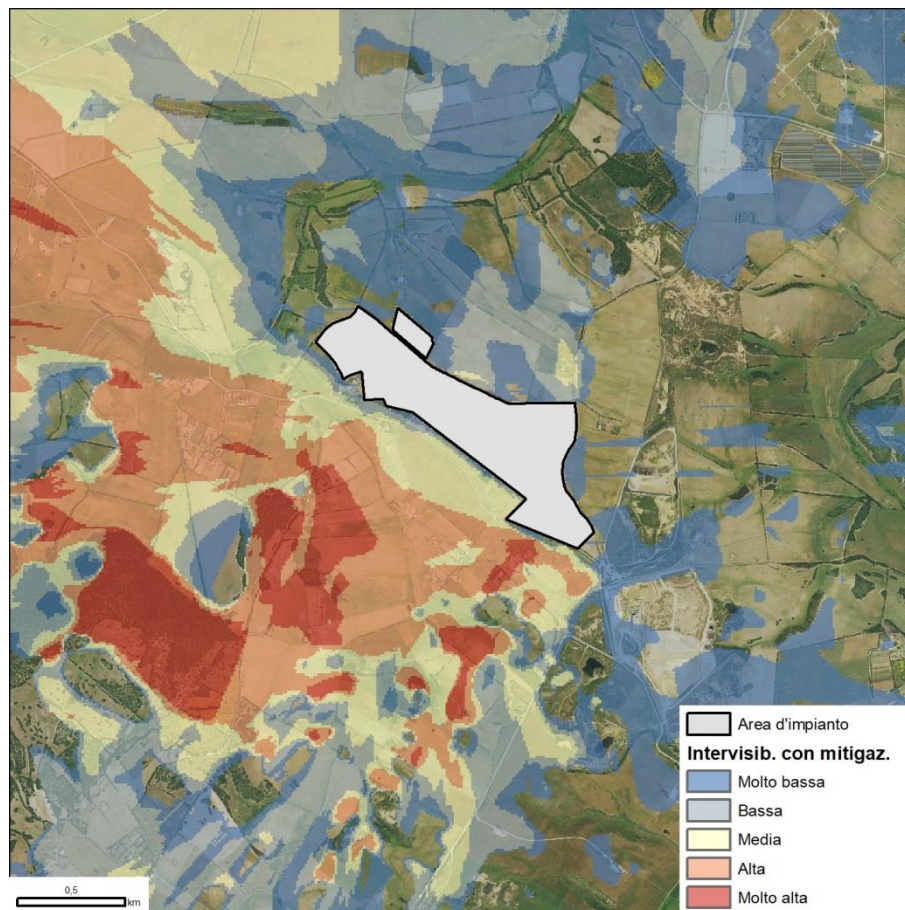 Area d'impianto
Intervisib. con mitigaz.
Molto bassa
Bassa
Media
Alta
Molto alta
0,5
km